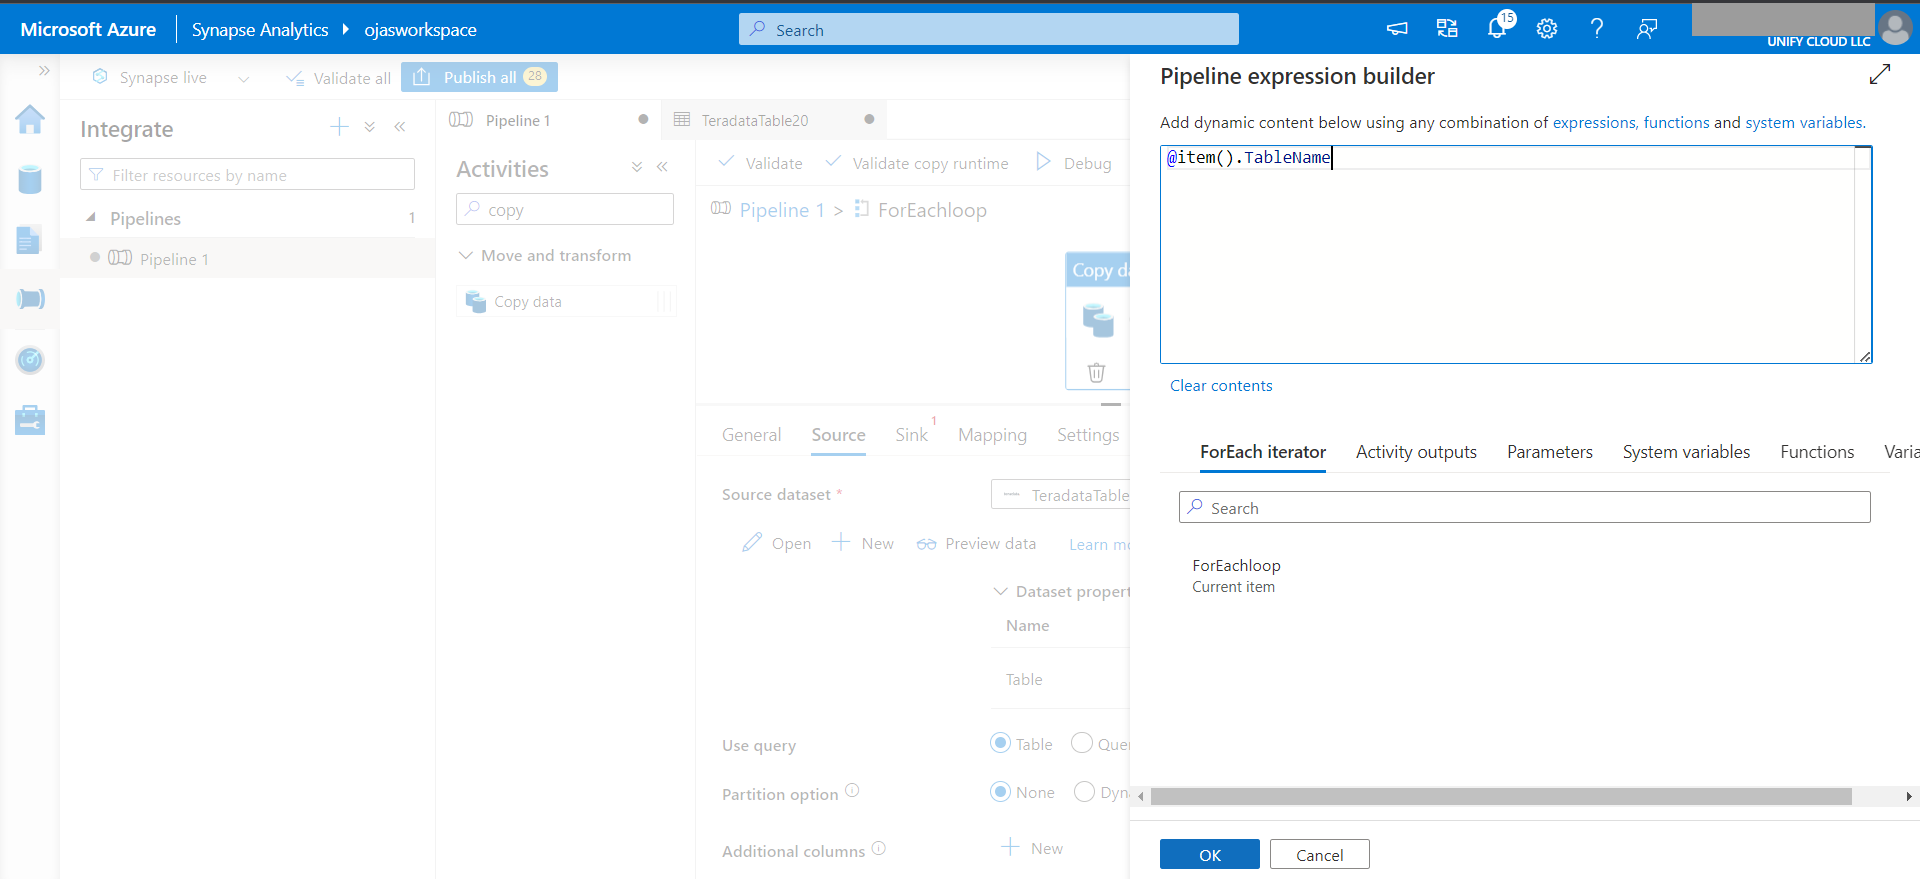 Microsoft Azure
Synapse Analytics
ojasworkspace
Search
15
UNIFY CLOUD LLC
Synapse live
Validate all
Publish all
28
Integrate
Filter resources by name
Pipelines
1
Pipeline 1
Pipeline 1
TeradataTable20
Activities
copy
Move and transform
Copy data
Validate
Validate copy runtime
Debug
Pipeline 1 >
ForEachloop
Copy da
General
Source
Sink
1
Mapping
Settings
Source dataset *
TeradataTable
Open
New
Preview data
Learn mo
Dataset propert
Name
Table
Use query
Table
Quer
Partition option
None
Dyna
Additional columns
New
Pipeline expression builder
Add dynamic content below using any combination of expressions, functions and system variables.
@item().TableName
Clear contents
ForEach iterator
Activity outputs
Parameters
System variables
Functions
Varia
Search
ForEachloop
Current item
OK
Cancel